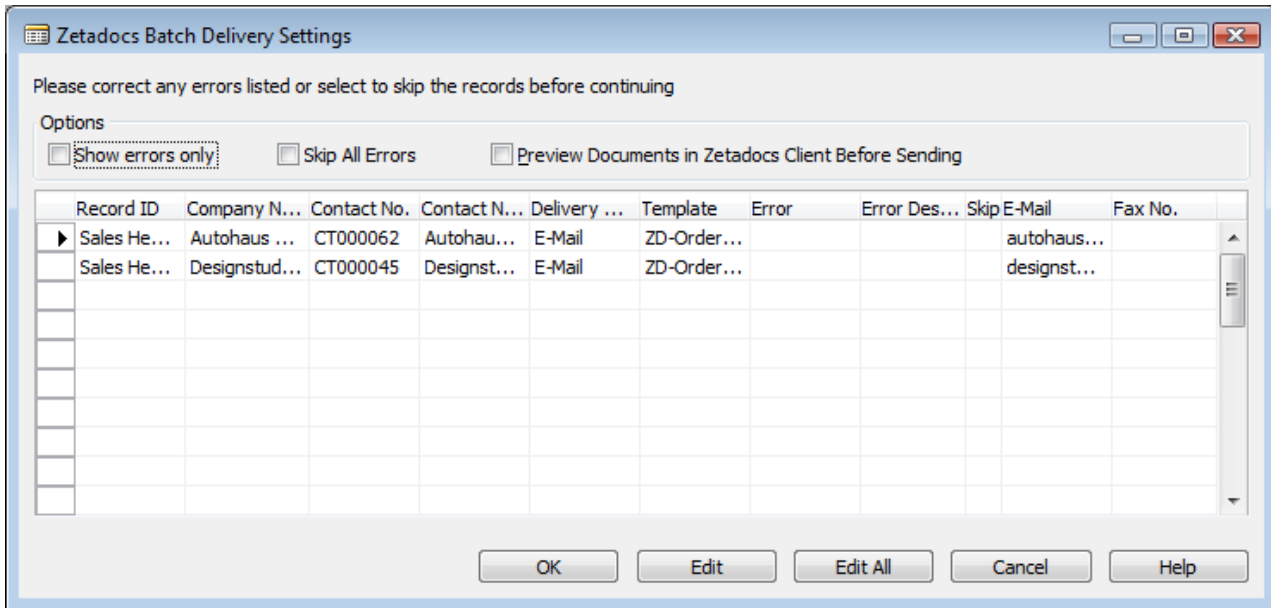 Zetadocs Batch Delivery Settings
Please correct any errors listed or select to skip the records before continuing
Options
Show errors only Skip All Errors Preview Documents in Zetadocs Client Before Sending
Record ID Company N... Contact No. Contact N... Delivery ... Template Error Error Des... Skip E-Mail Fax No.
Sales He... Autohaus ... CT000062 Autohau... E-Mail ZD-Order... autohaus...
Sales He... Designstud... CT000045 Designst... E-Mail ZD-Order... designst...
OK Edit Edit All Cancel Help